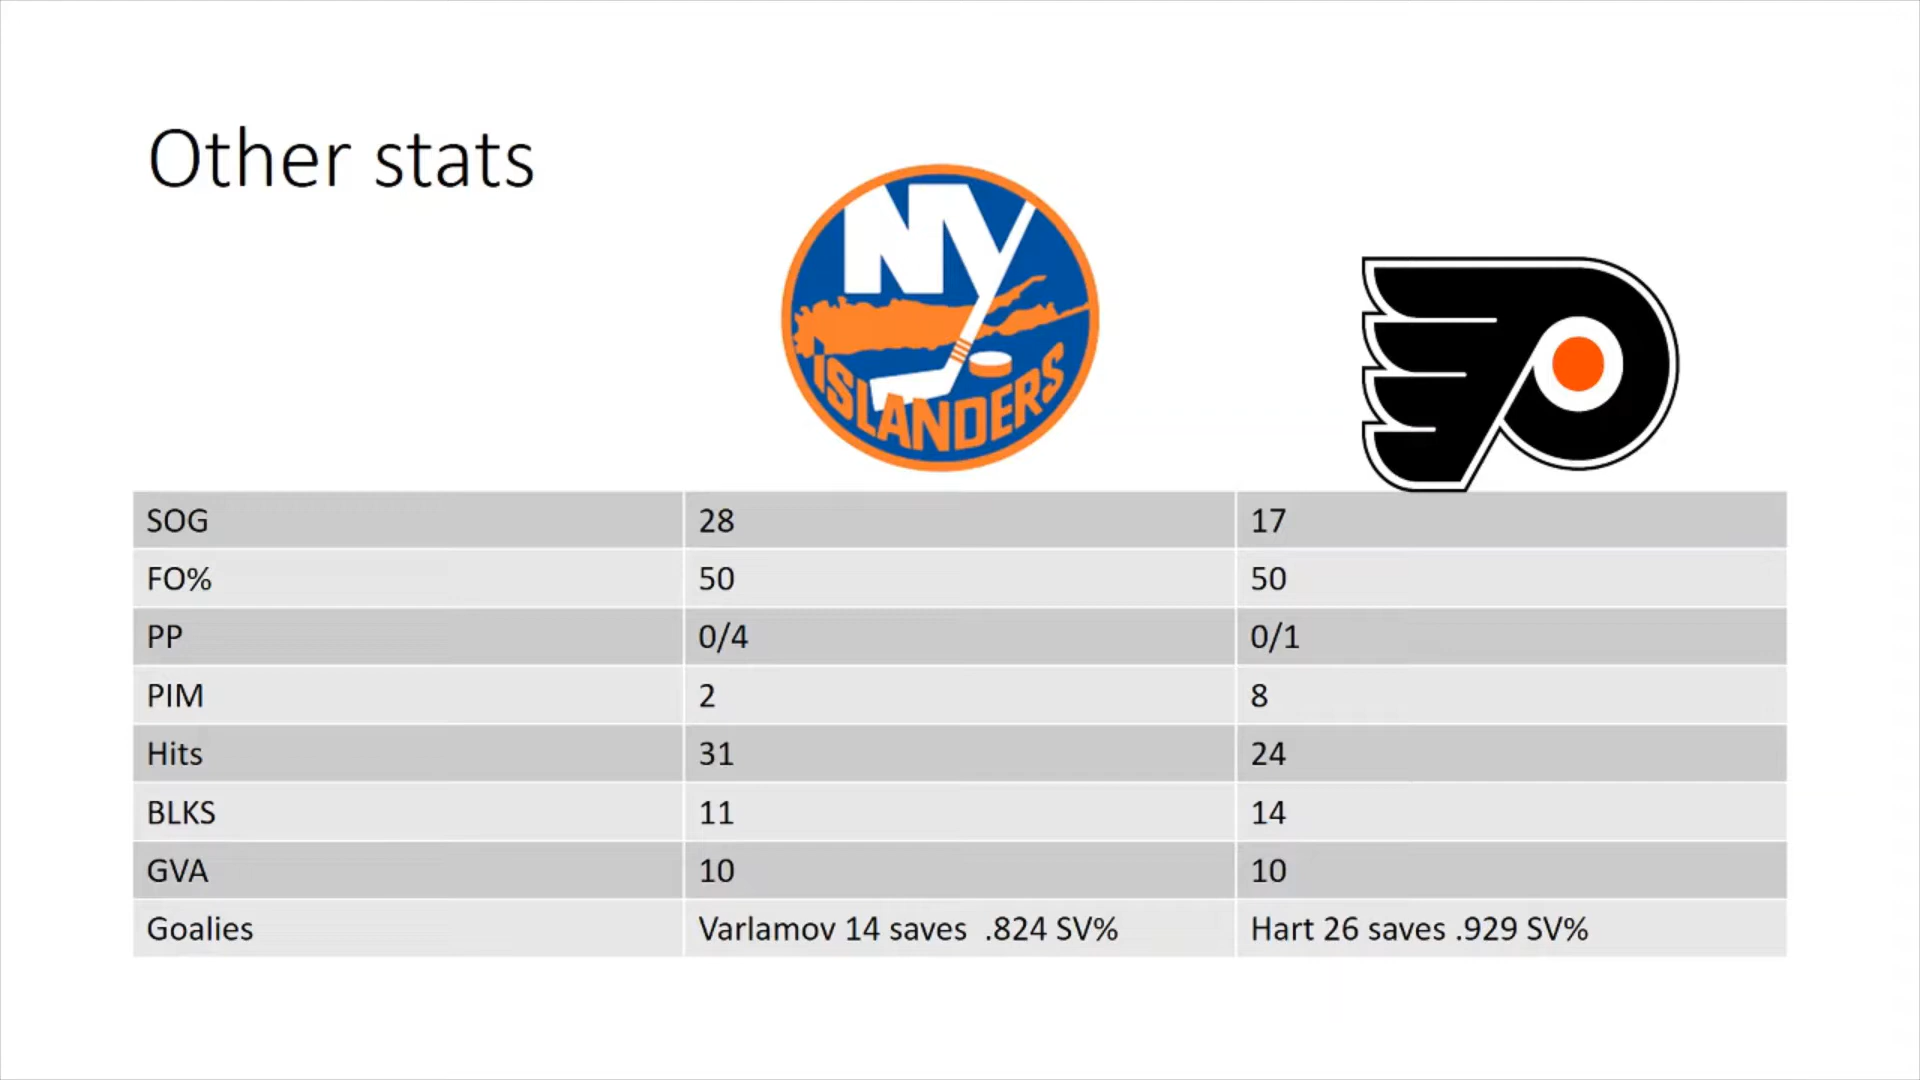 Other stats
NY
ISLANDERS
SOG 28 17
FO% 50 50
PP 0/4 0/1
PIM 2 8
Hits 31 24
BLKS 11 14
GVA 10 10
Goalies Varlamov 14 saves .824 SV% Hart 26 saves .929 SV%